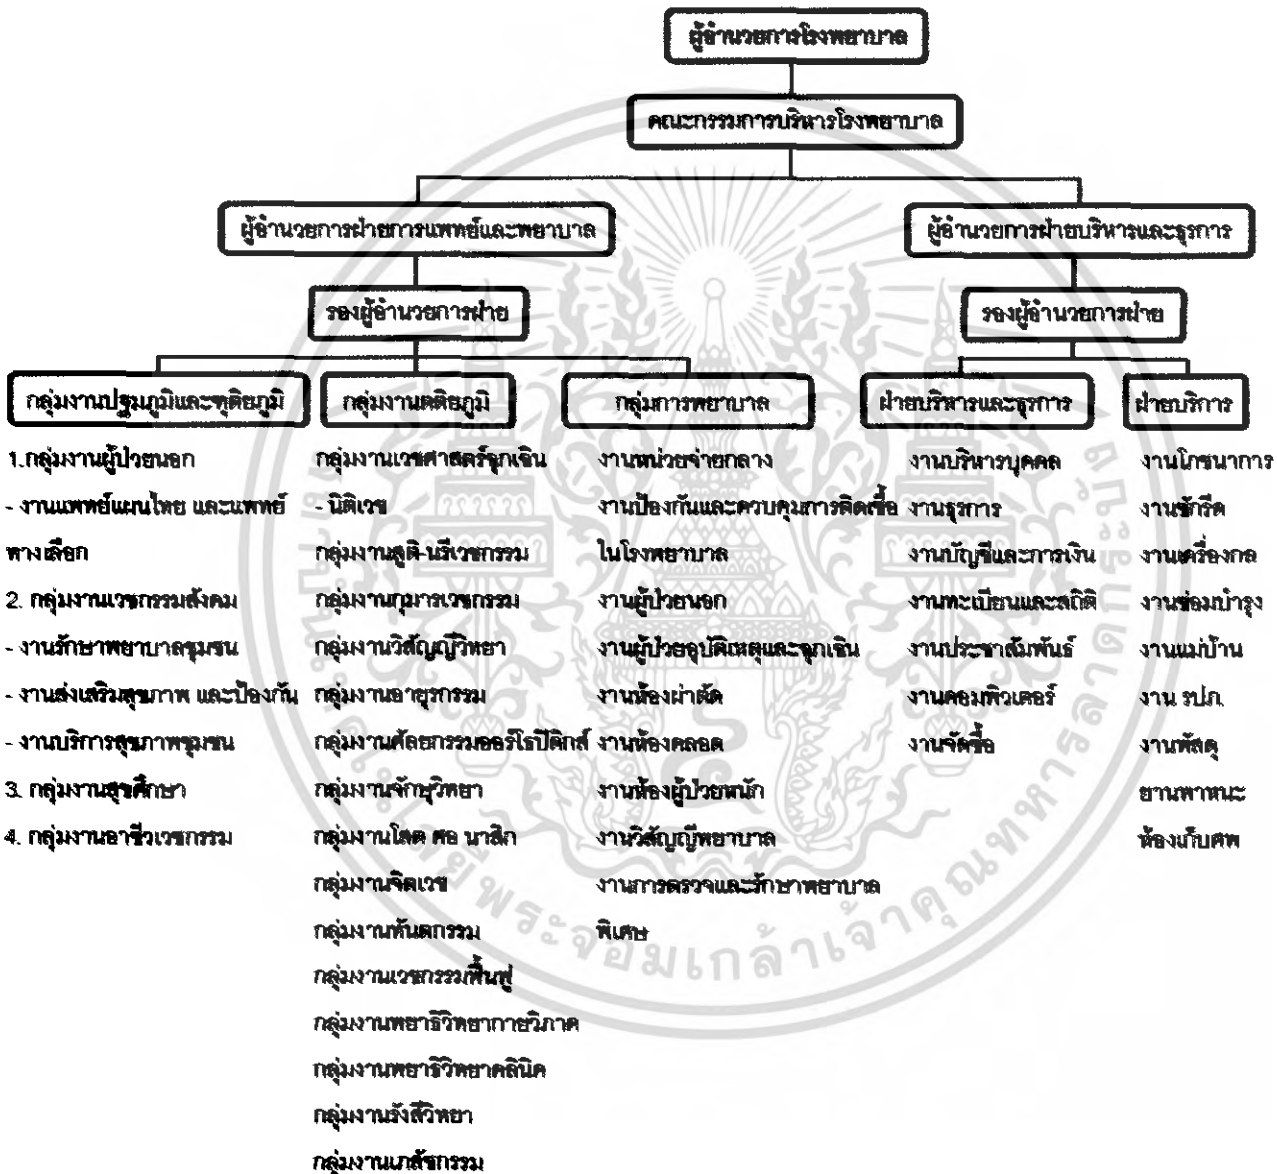 ผู้อำนวยการโรงพยาบาล
คณะกรรมการบริหารโรงพยาบาล
ผู้อำนวยการฝ่ายการแพทย์และพยาบาล
ผู้อำนวยการฝ่ายบริหารและธุรการ
รองผู้อำนวยการฝ่าย
รองผู้อำนวยการฝ่าย
กลุ่มงานปฐมภูมิและทุติยภูมิ
1.กลุ่มงานผู้ป่วยนอก
- งานแพทย์แผนไทย และแพทย์
ทางเลือก
2. กลุ่มงานเวชกรรมสังคม
- งานรักษาพยาบาลชุมชน
- งานส่งเสริมสุขภาพ และป้องกัน
- งานบริการสุขภาพชุมชน
3. กลุ่มงานสุขศึกษา
4. กลุ่มงานอาชีวเวชกรรม
กลุ่มงานตติยภูมิ
กลุ่มงานเวชศาสตร์ฉุกเฉิน
- นิติเวช
กลุ่มงานสูติ-นรีเวชกรรม
กลุ่มงานกุมารเวชกรรม
กลุ่มงานวิสัญญีวิทยา
กลุ่มงานอายุรกรรม
กลุ่มงานศัลยกรรมออร์โธปิดิกส์
กลุ่มงานจักษุวิทยา
กลุ่มงานโสต ศอ นาสิก
กลุ่มงานจิตเวช
กลุ่มงานทันตกรรม
กลุ่มงานเวชกรรมฟื้นฟู
กลุ่มงานพยาธิวิทยากายวิภาค
กลุ่มงานพยาธิวิทยาคลินิค
กลุ่มงานรังสีวิทยา
กลุ่มงานเภสัชกรรม
กลุ่มการพยาบาล
งานหน่วยจ่ายกลาง
งานป้องกันและควบคุมการติดเชื้อ
ในโรงพยาบาล
งานผู้ป่วยนอก
งานผู้ป่วยอุบัติเหตุและฉุกเฉิน
งานห้องผ่าตัด
งานห้องคลอด
งานห้องผู้ป่วยหนัก
งานวิสัญญีพยาบาล
งานการตรวจและรักษาพยาบาล
พิเศษ
ฝ่ายบริหารและธุรการ
งานบริหารบุคคล
งานธุรการ
งานบัญชีและการเงิน
งานทะเบียนและสถิติ
งานประชาสัมพันธ์
งานคอมพิวเตอร์
งานจัดซื้อ
ฝ่ายบริการ
งานโภชนาการ
งานซักรีด
งานเครื่องกล
งานซ่อมบำรุง
งานแม่บ้าน
งาน รปภ.
งานพัสดุ
ยานพาหนะ
ห้องเก็บศพ
พระจอมเกล้าเจ้าคุณทหารลาดกระบัง